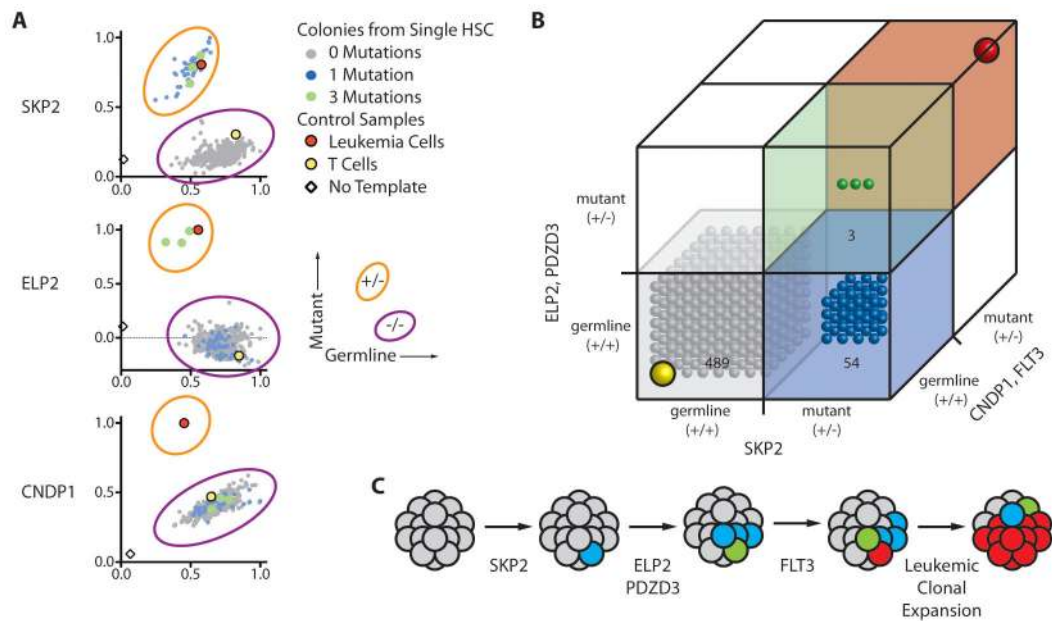 A
Colonies from Single HSC
0 Mutations
1 Mutation
3 Mutations
Control Samples
Leukemia Cells
T Cells
No Template
SKP2
1.0
0.5
0.0
0.0
0.5
1.0
ELP2
1.0
0.5
0.0
0.0
0.5
1.0
CNDP1
1.0
0.5
0.0
0.0
0.5
1.0
Mutant
+/-
-/-
Germline
B
ELP2, PDZD3
mutant
(+/-)
germline
(+/+)
3
489
54
germline
(+/+)
mutant
(+/-)
SKP2
germline
(+/+)
mutant
(+/-)
CNDP1, FLT3
C
SKP2
ELP2
PDZD3
FLT3
Leukemic
Clonal
Expansion